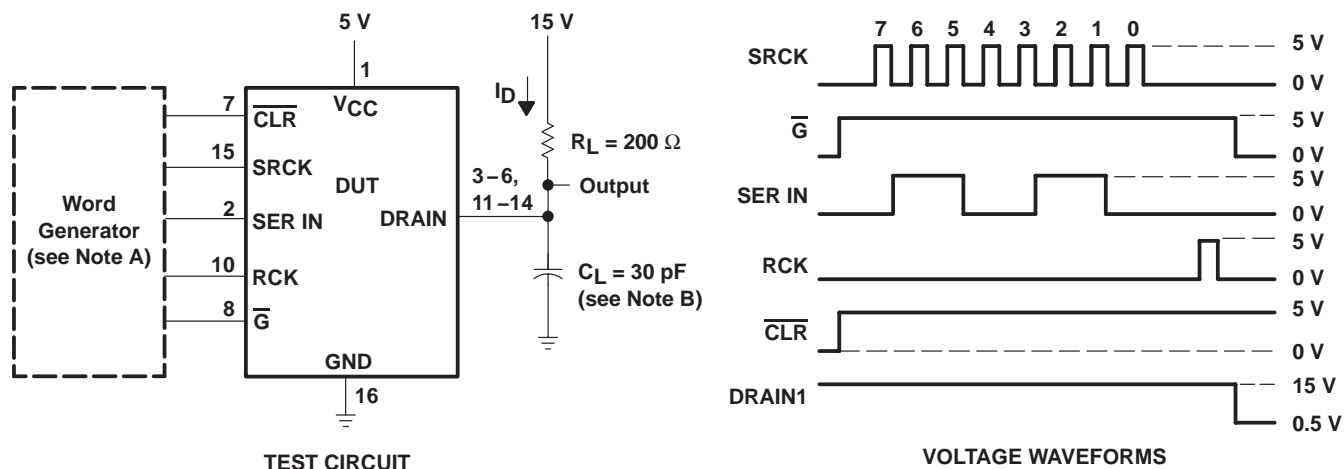 5 V
15 V
1
VCC
ID
RL = 200 Ω
Word
Generator
(see Note A)
7
CLR
15
SRCK
2
SER IN
10
RCK
8
G
DUT
DRAIN
3–6,
11–14
Output
CL = 30 pF
(see Note B)
GND
16
TEST CIRCUIT
7 6 5 4 3 2 1 0
SRCK
5 V
0 V
G
5 V
0 V
SER IN
5 V
0 V
RCK
5 V
0 V
CLR
5 V
0 V
DRAIN1
15 V
0.5 V
VOLTAGE WAVEFORMS